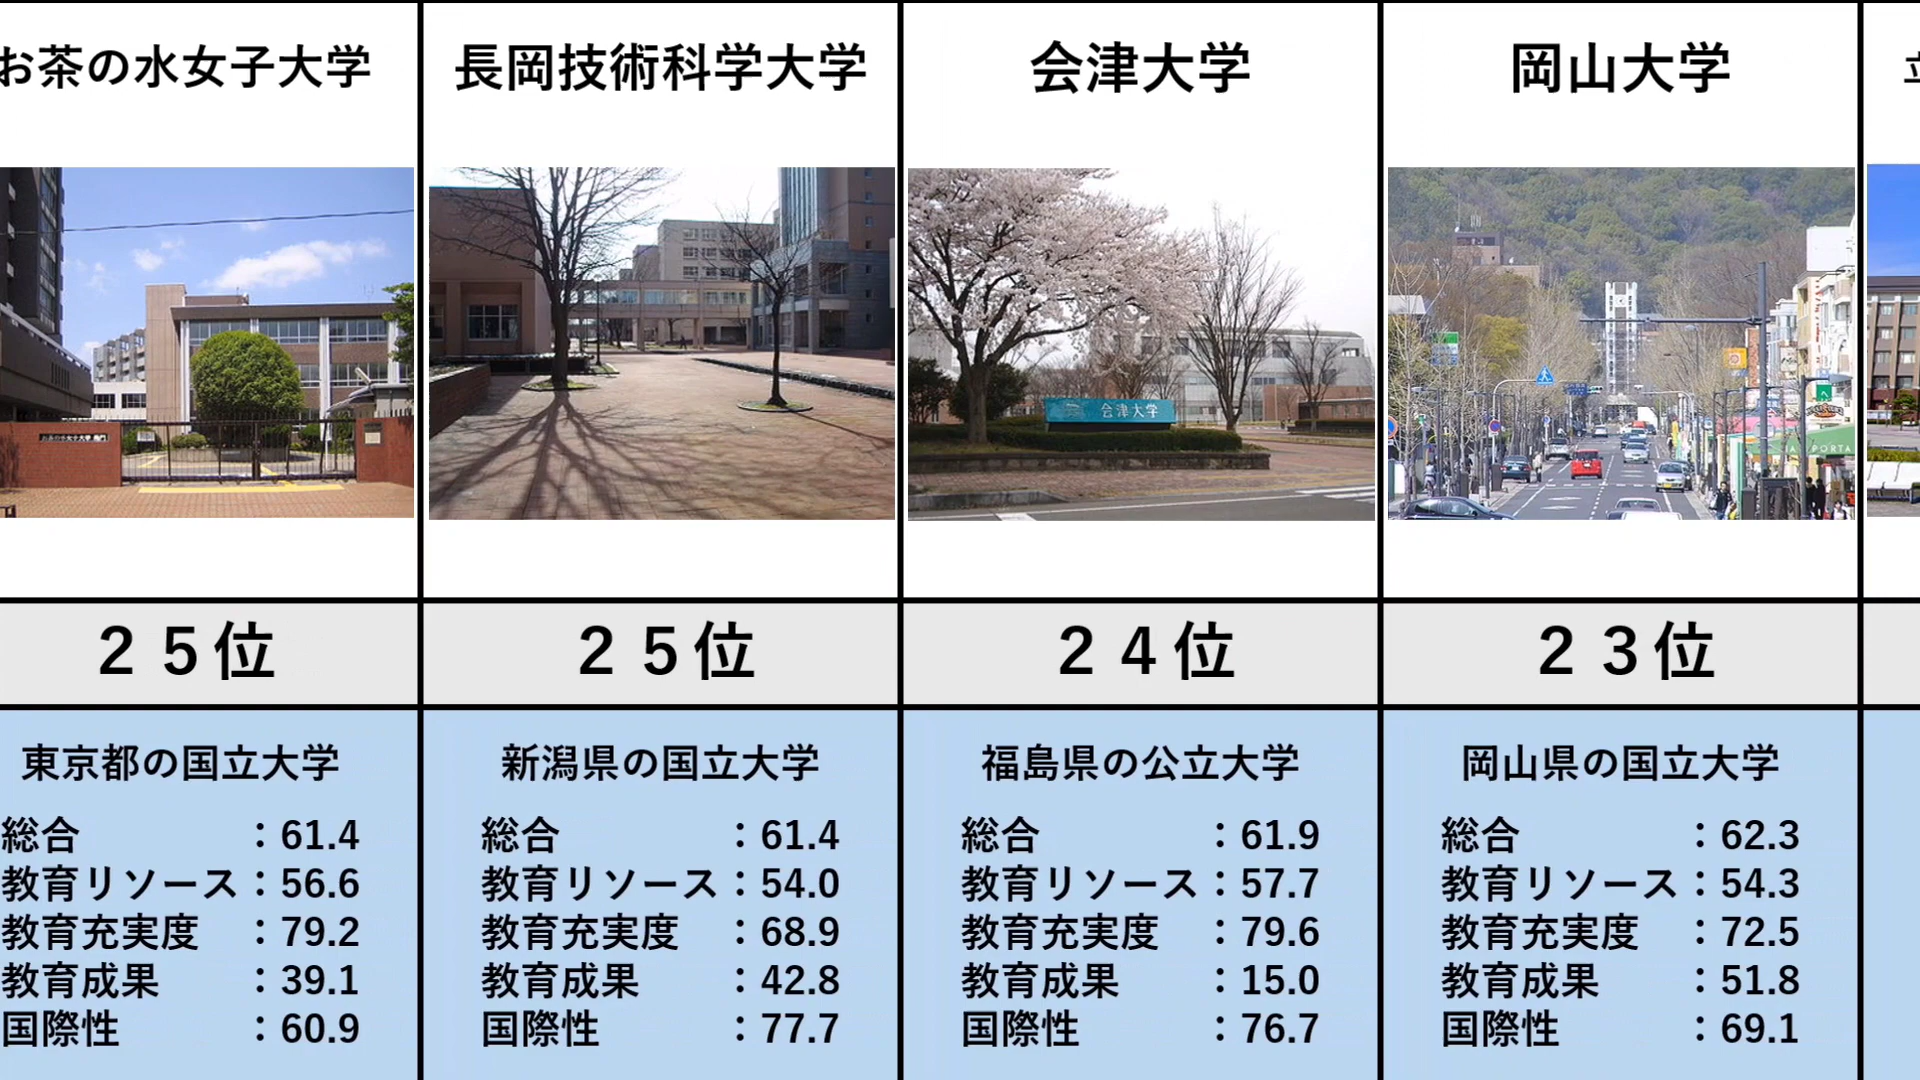 お茶の水女子大学
25位
東京都の国立大学
総合：61.4
教育リソース：56.6
教育充実度：79.2
教育成果：39.1
国際性：60.9
長岡技術科学大学
25位
新潟県の国立大学
総合：61.4
教育リソース：54.0
教育充実度：68.9
教育成果：42.8
国際性：77.7
会津大学
会津大学
24位
福島県の公立大学
総合：61.9
教育リソース：57.7
教育充実度：79.6
教育成果：15.0
国際性：76.7
岡山大学
PORTA
23位
岡山県の国立大学
総合：62.3
教育リソース：54.3
教育充実度：72.5
教育成果：51.8
国際性：69.1